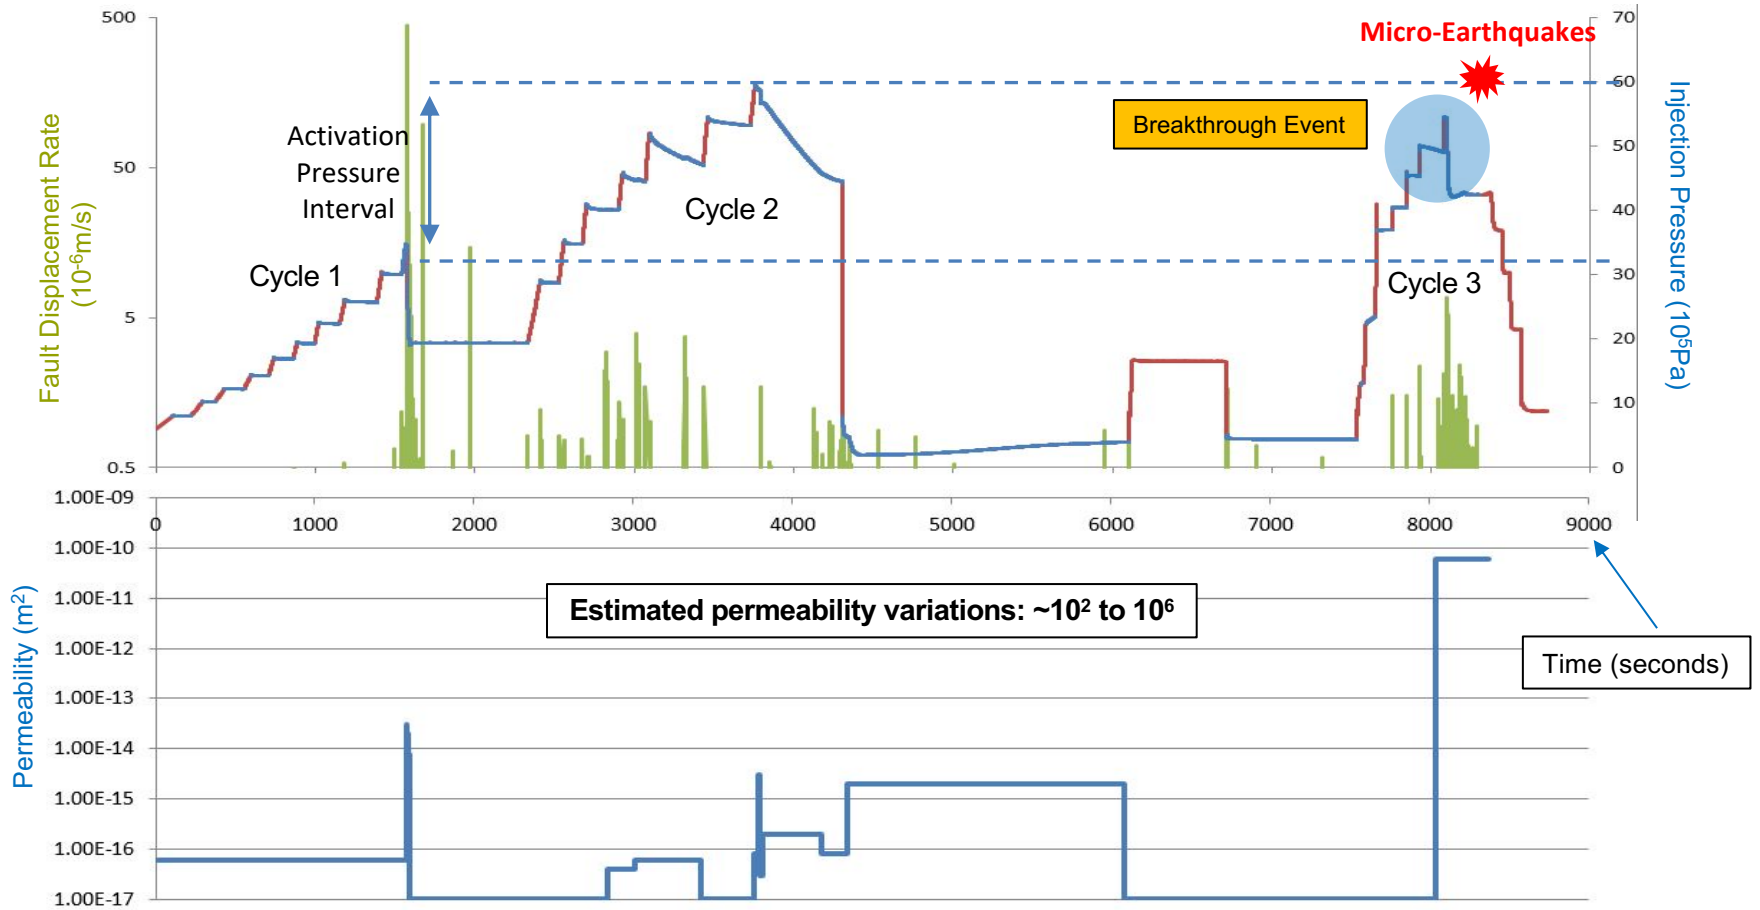 500
50
5
0.5
Fault Displacement Rate
(10⁻⁶m/s)
70
60
50
40
30
20
10
0
Injection Pressure (10⁵Pa)
Micro-Earthquakes
Breakthrough Event
Activation
Pressure
Interval
Cycle 1
Cycle 2
Cycle 3
0
1000
2000
3000
4000
5000
6000
7000
8000
9000
1.00E-09
1.00E-10
1.00E-11
1.00E-12
1.00E-13
1.00E-14
1.00E-15
1.00E-16
1.00E-17
Permeability (m²)
Estimated permeability variations: ~10² to 10⁶
Time (seconds)